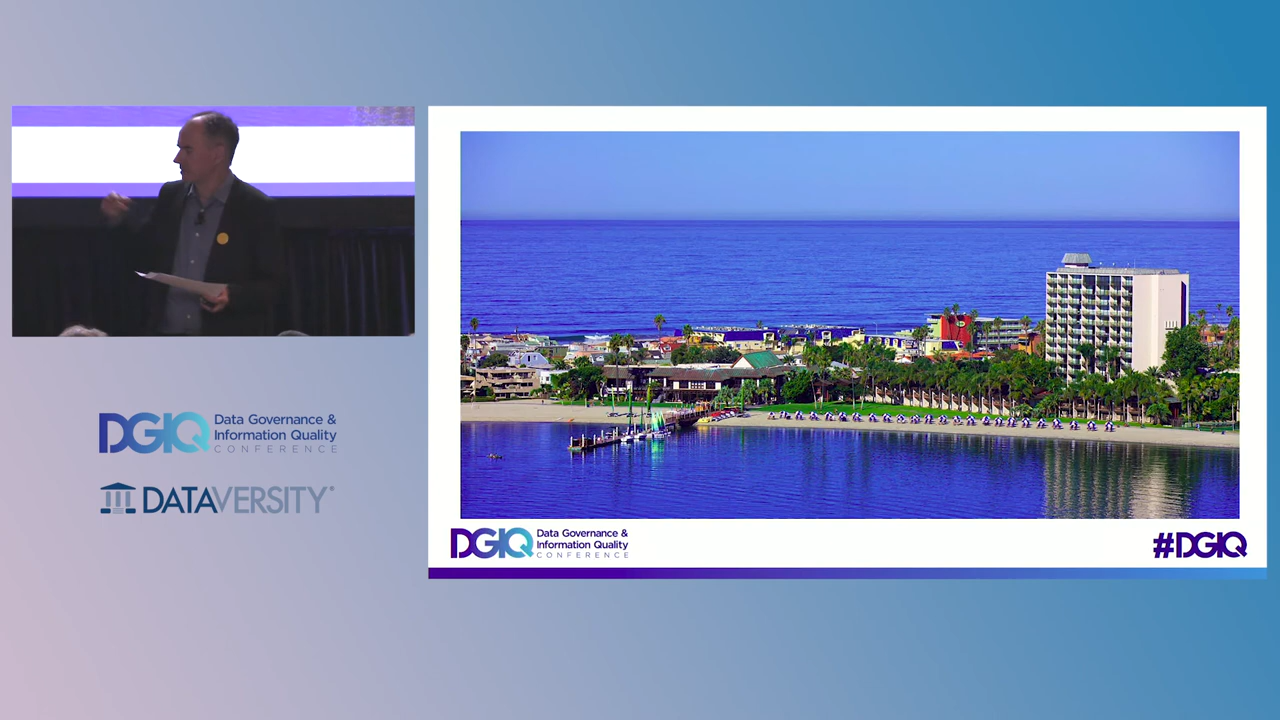 DGIQ Data Governance &
Information Quality
CONFERENCE
DATAVERSITY
DGIQ Data Governance &
Information Quality
CONFERENCE
#DGIQ